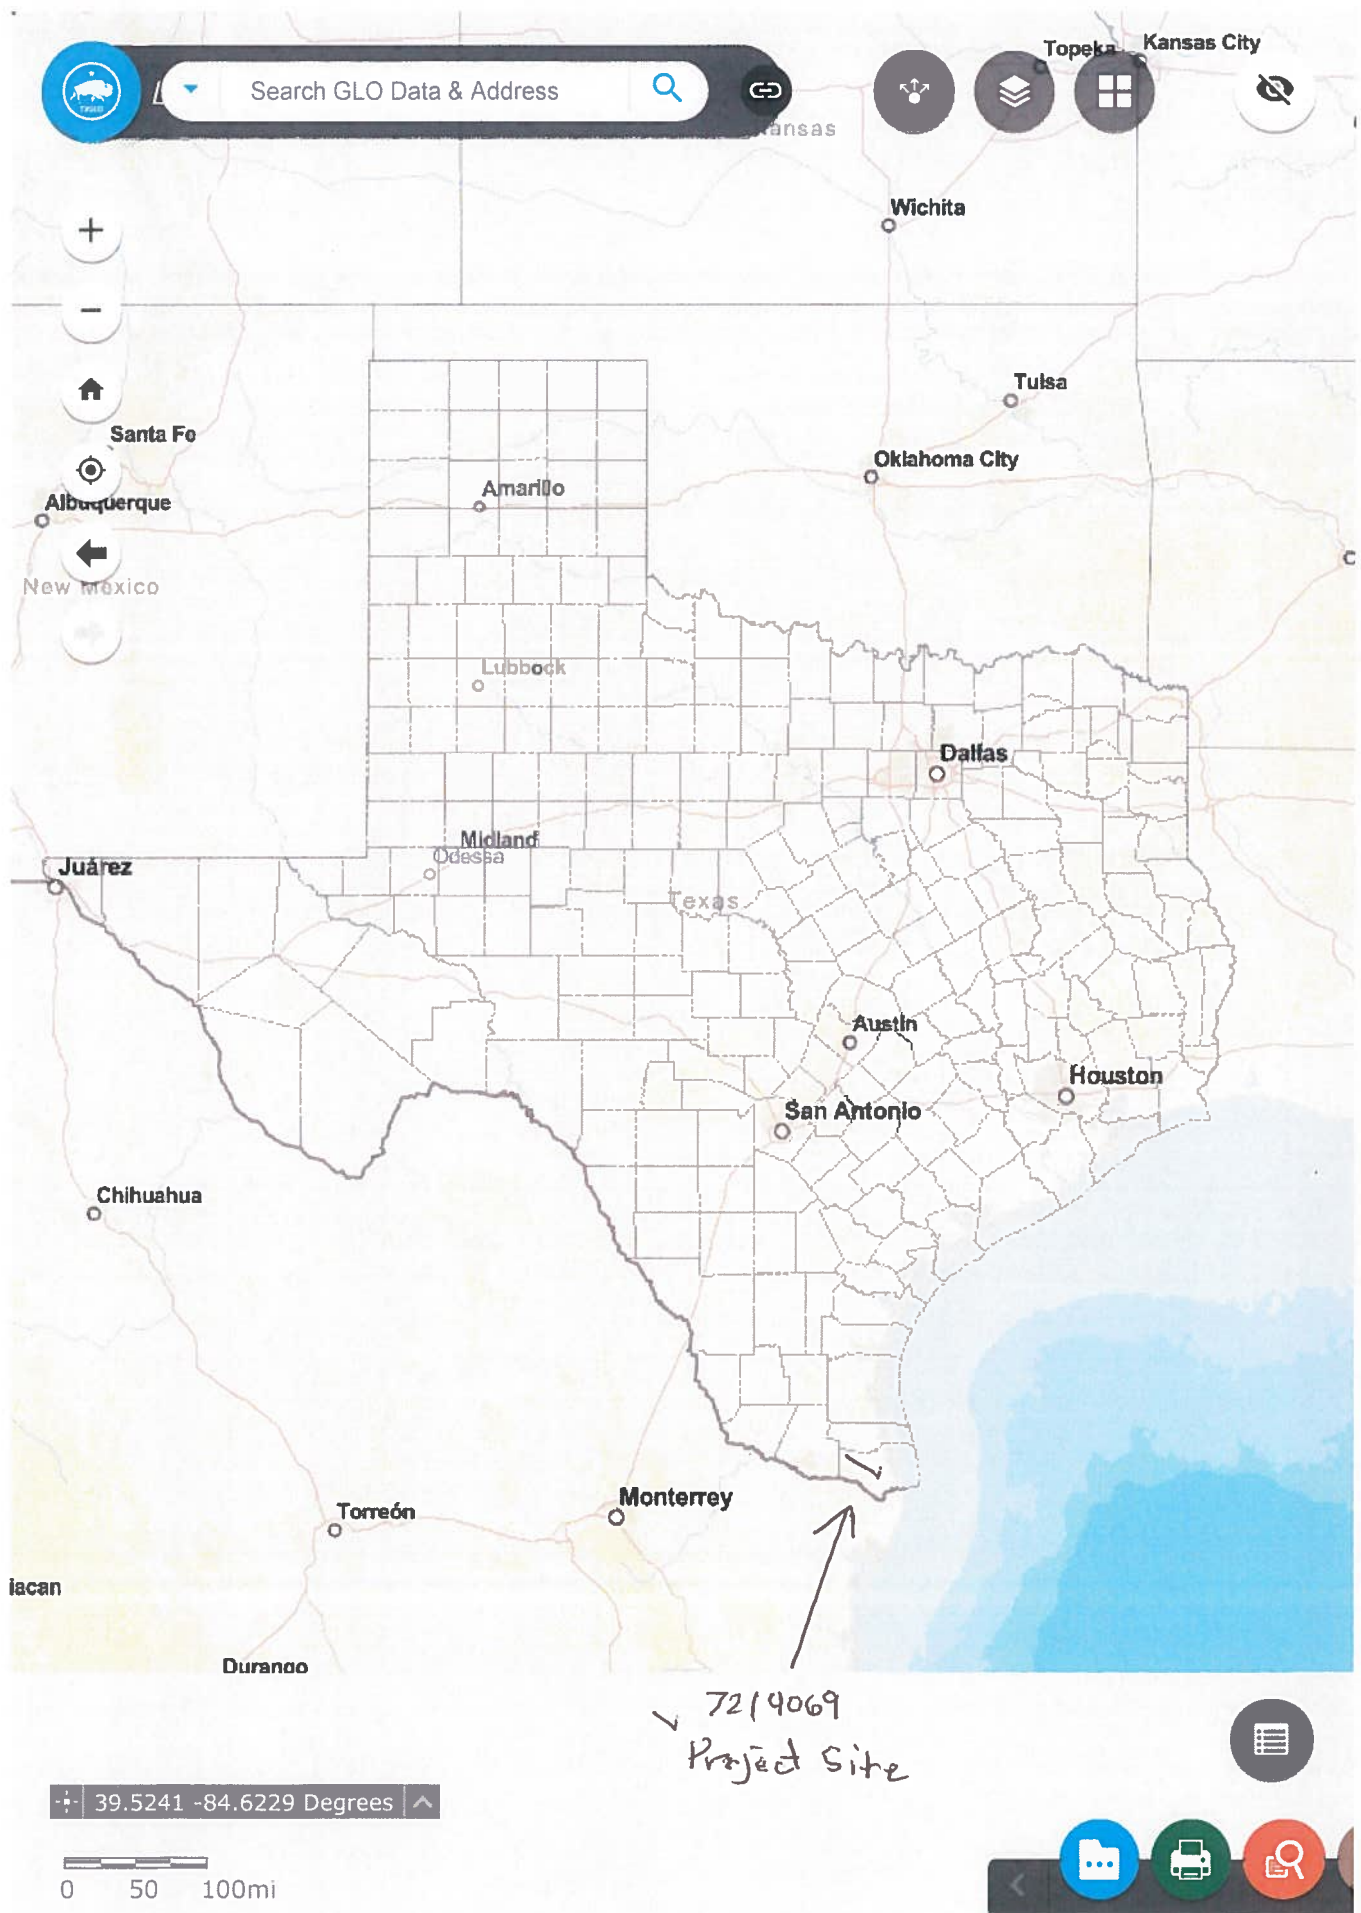 Topeka
Kansas City
Search GLO Data & Address
ansas
Wichita
Tulsa
Santa Fe
Oklahoma City
Amarillo
Albuquerque
New Mexico
Lubbock
Dallas
Midland
Odessa
Juárez
Texas
Austin
Houston
San Antonio
Chihuahua
Monterrey
Torreón
iacan
Durango
7214069
Project Site
39.5241 -84.6229 Degrees
0 50 100mi